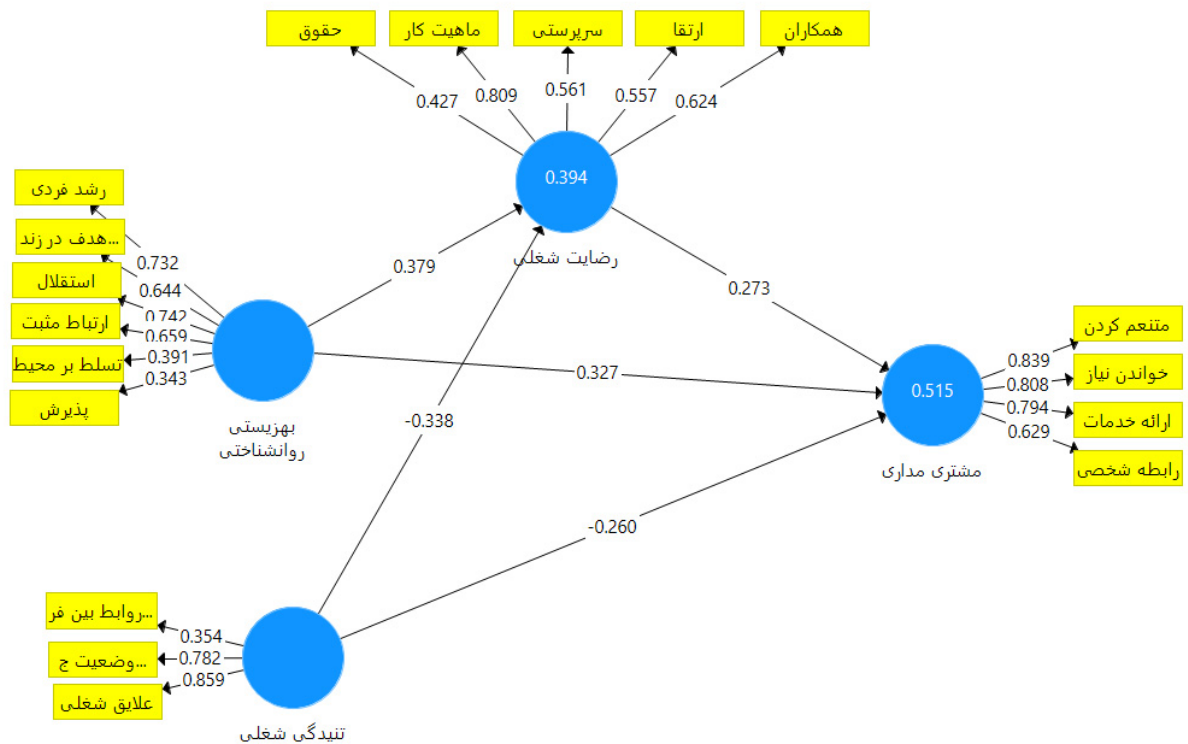 حقوق
ماهیت کار
سرپرستی
ارتقا
همکاران
0.427
0.809
0.561
0.557
0.624
0.394
رضایت شغلی
رشد فردی
هدف در زند...
استقلال
ارتباط مثبت
تسلط بر محیط
پذیرش
0.732
0.644
0.742
0.659
0.391
0.343
بهزیستی
روانشناختی
0.379
0.327
-0.338
0.273
-0.260
0.515
مشتری مداری
0.839
0.808
0.794
0.629
متنعم کردن
خواندن نیاز
ارائه خدمات
رابطه شخصی
روابط بین فر...
وضعیت ج...
علایق شغلی
0.354
0.782
0.859
تنیدگی شغلی